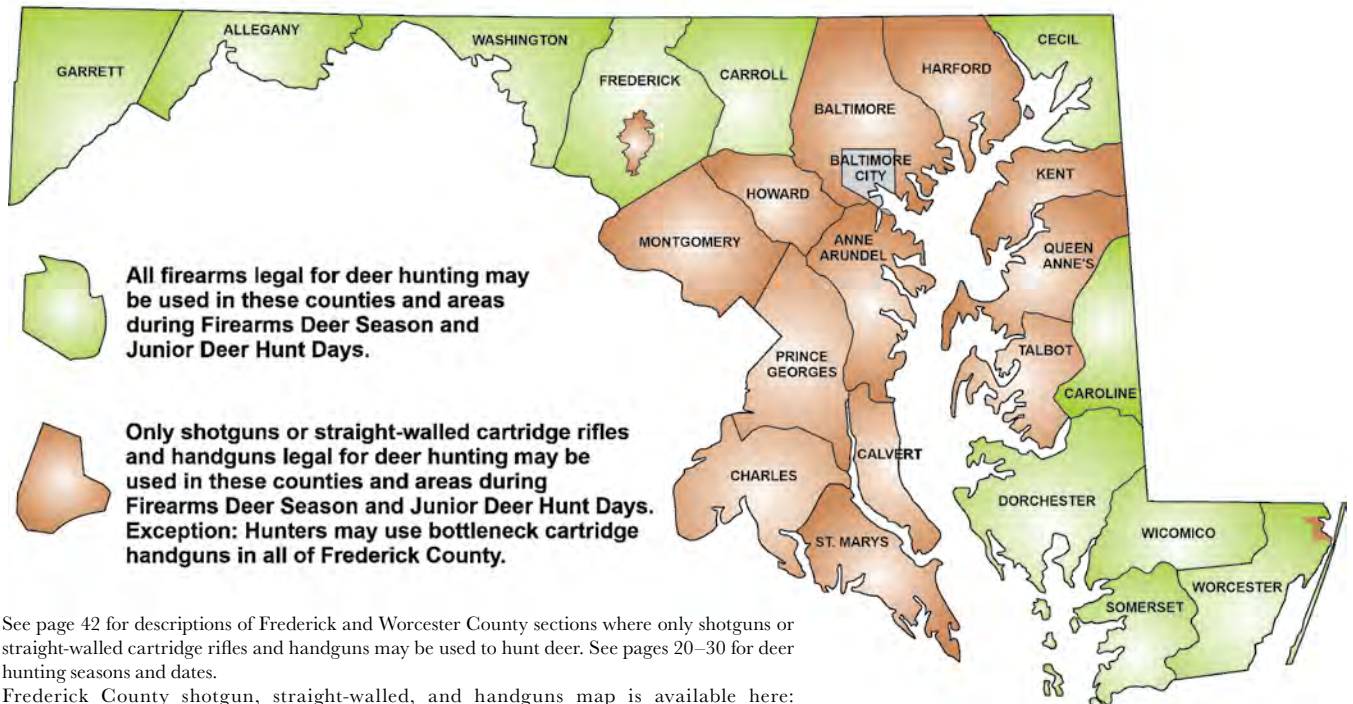 GARRETT
ALLEGANY
WASHINGTON
FREDERICK
CARROLL
BALTIMORE
HARFORD
CECIL
BALTIMORE
CITY
KENT
HOWARD
MONTGOMERY
ANNE
ARUNDEL
QUEEN
ANNE'S
TALBOT
PRINCE
GEORGES
CAROLINE
CALVERT
CHARLES
ST. MARYS
DORCHESTER
WICOMICO
WORCESTER
SOMERSET
All firearms legal for deer hunting may
be used in these counties and areas
during Firearms Deer Season and
Junior Deer Hunt Days.
Only shotguns or straight-walled cartridge rifles
and handguns legal for deer hunting may be
used in these counties and areas during
Firearms Deer Season and Junior Deer Hunt Days.
Exception: Hunters may use bottleneck cartridge
handguns in all of Frederick County.
See page 42 for descriptions of Frederick and Worcester County sections where only shotguns or
straight-walled cartridge rifles and handguns may be used to hunt deer. See pages 20–30 for deer
hunting seasons and dates.
Frederick County shotgun, straight-walled, and handguns map is available here: